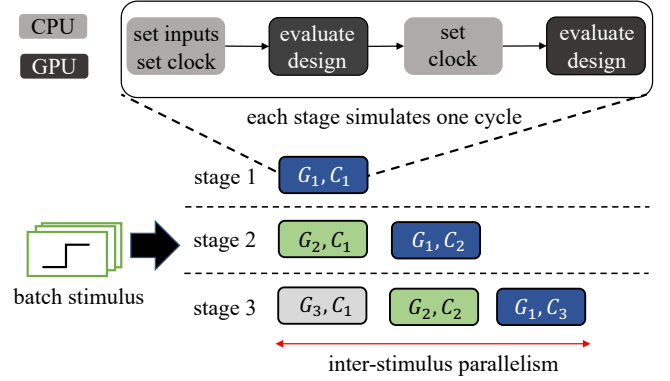 CPU
GPU
set inputs
set clock
evaluate
design
set
clock
evaluate
design
each stage simulates one cycle
stage 1
G₁, C₁
stage 2
G₂, C₁
G₁, C₂
batch stimulus
stage 3
G₃, C₁
G₂, C₂
G₁, C₃
inter-stimulus parallelism